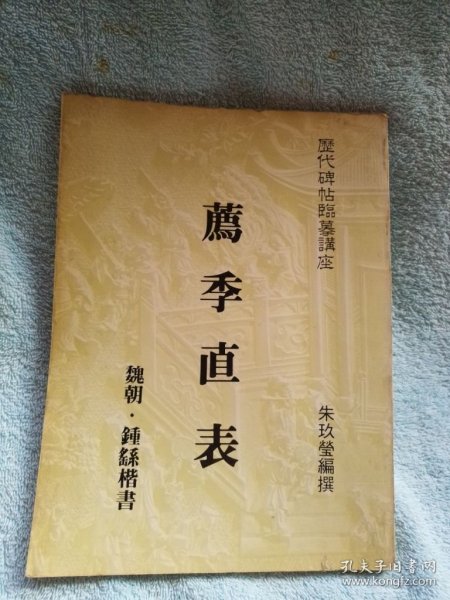 歷代碑帖臨摹講座
朱玖瑩編撰
薦季直表
魏朝·鍾繇楷書
孔夫子旧书网
www.kongfz.com